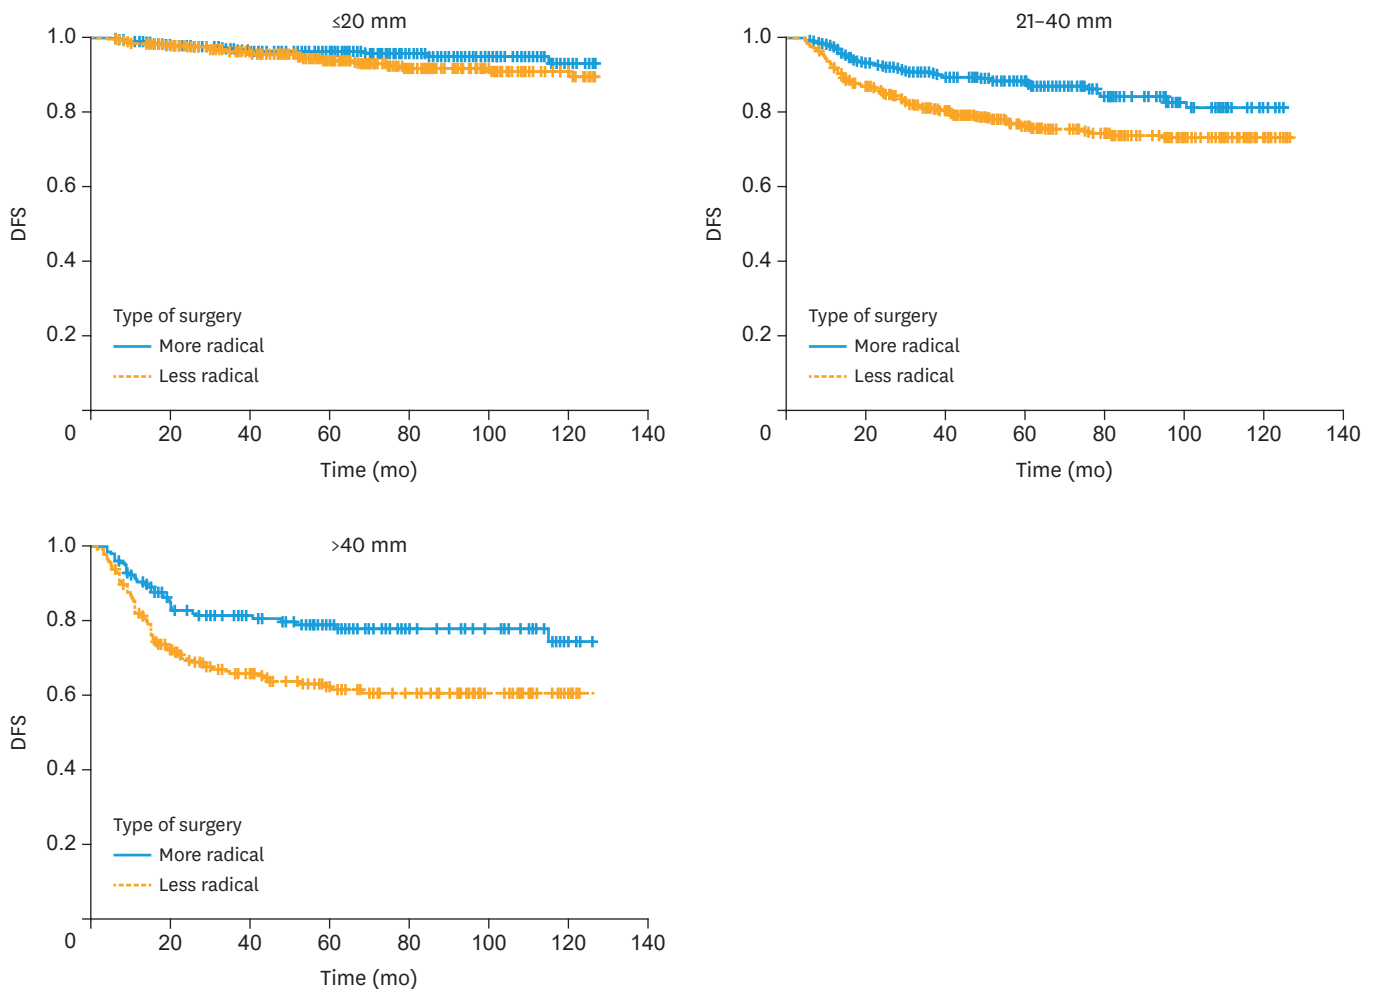 ≤20 mm
1.0
0.8
0.6
0.4
0.2
0
DFS
Type of surgery
More radical
Less radical
20 40 60 80 100 120 140
Time (mo)
21–40 mm
1.0
0.8
0.6
0.4
0.2
0
DFS
Type of surgery
More radical
Less radical
20 40 60 80 100 120 140
Time (mo)
>40 mm
1.0
0.8
0.6
0.4
0.2
0
DFS
Type of surgery
More radical
Less radical
20 40 60 80 100 120 140
Time (mo)